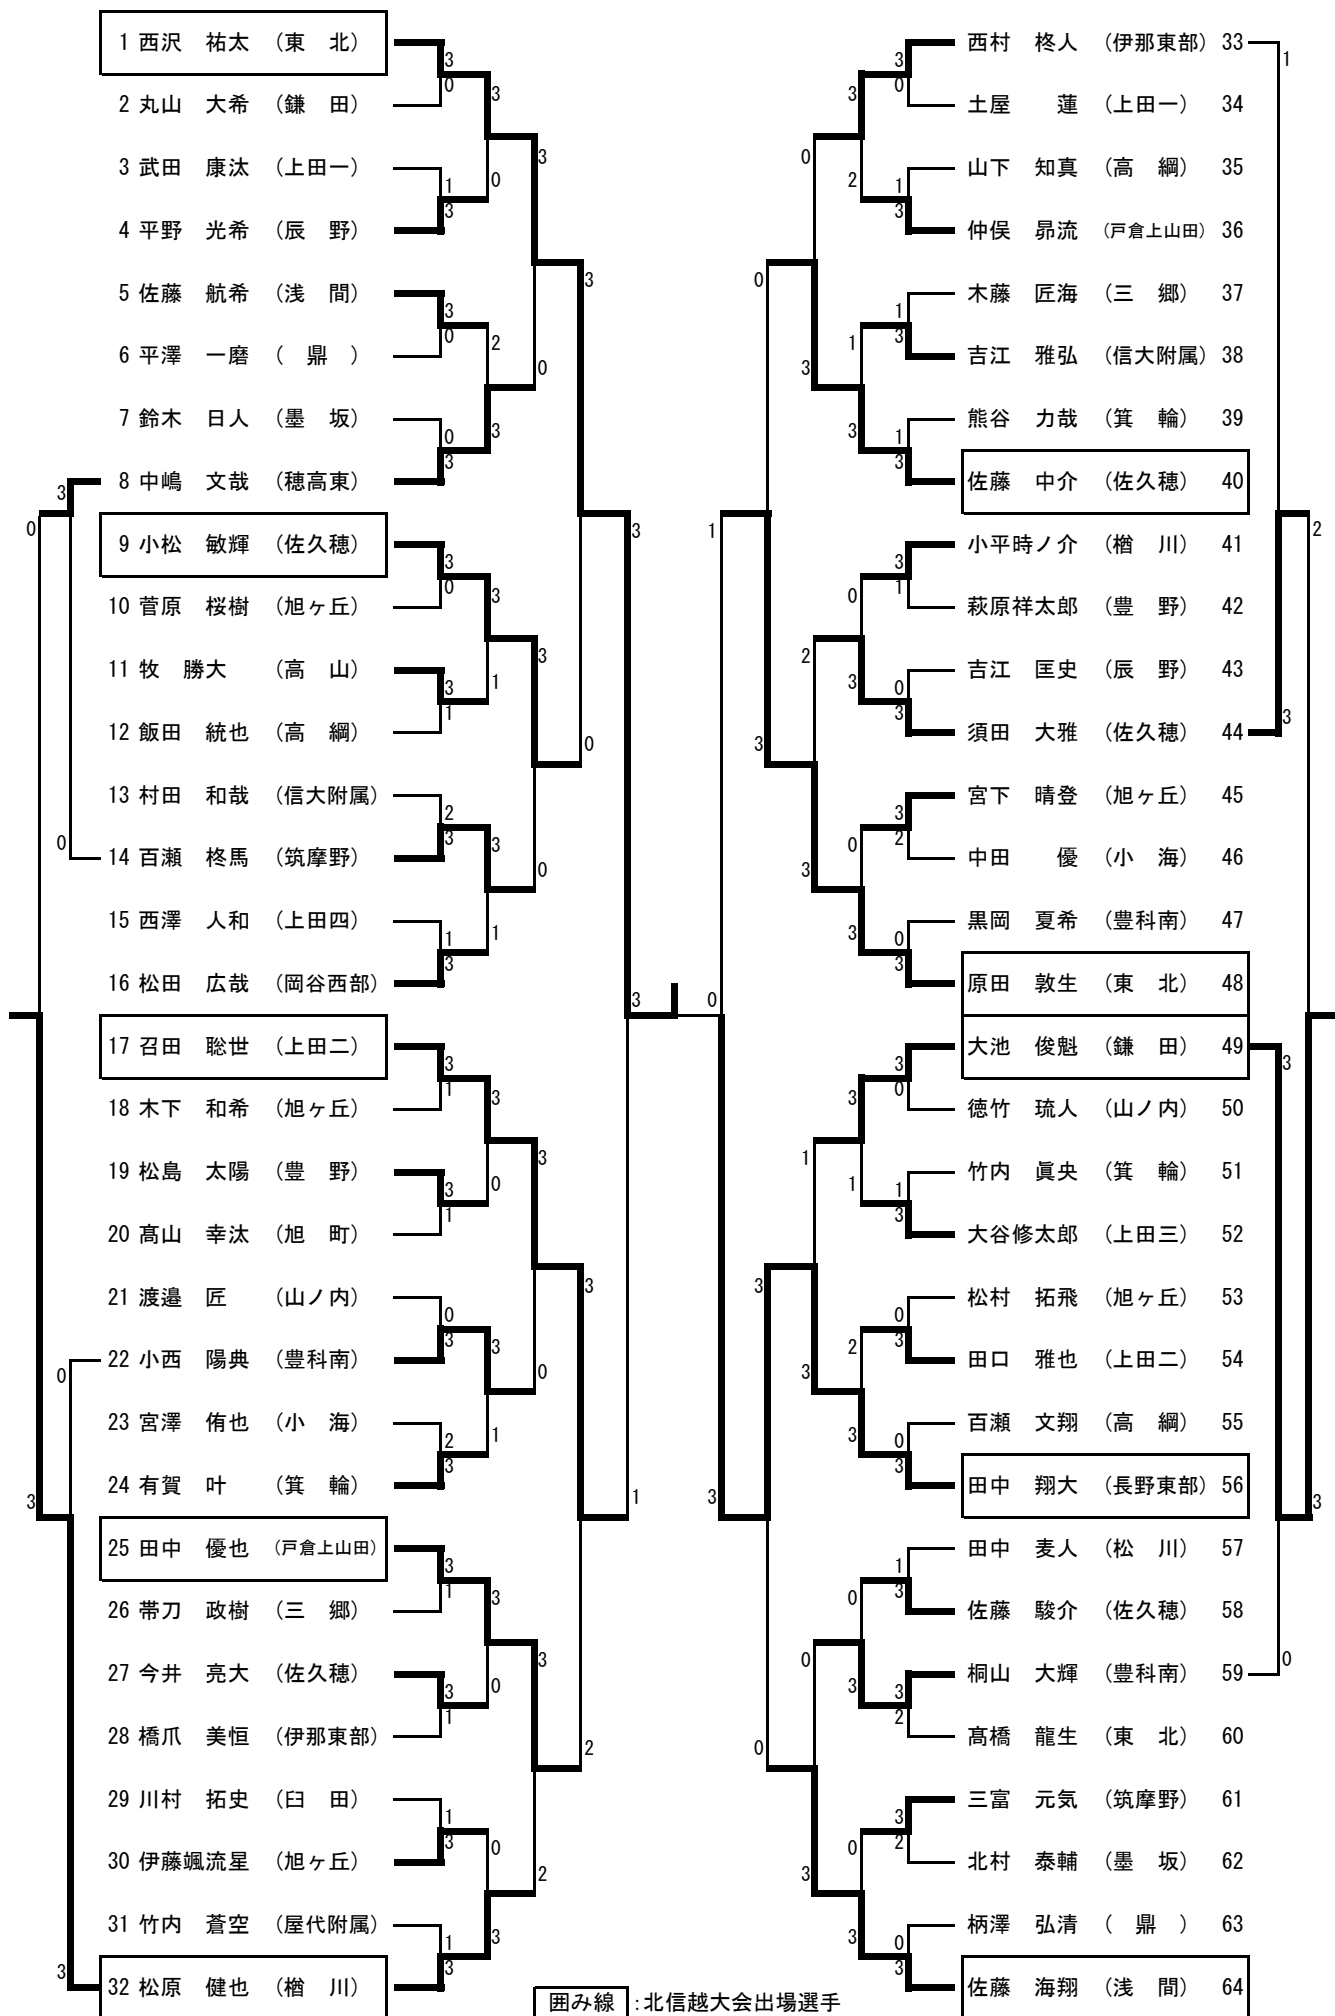 1 西沢　祐太 （東　北）
2 丸山　大希 （鎌　田）
3 武田　康汰 （上田一）
4 平野　光希 （辰　野）
5 佐藤　航希 （浅　間）
6 平澤　一磨 （　鼎　）
7 鈴木　日人 （墨　坂）
8 中嶋　文哉 （穂高東）
9 小松　敏輝 （佐久穂）
10 菅原　桜樹 （旭ヶ丘）
11 牧　勝大 （高　山）
12 飯田　統也 （高　綱）
13 村田　和哉 （信大附属）
14 百瀬　柊馬 （筑摩野）
15 西澤　人和 （上田四）
16 松田　広哉 （岡谷西部）
17 召田　聡世 （上田二）
18 木下　和希 （旭ヶ丘）
19 松島　太陽 （豊　野）
20 髙山　幸汰 （旭　町）
21 渡邉　匠 （山ノ内）
22 小西　陽典 （豊科南）
23 宮澤　侑也 （小　海）
24 有賀　叶 （箕　輪）
25 田中　優也 （戸倉上山田）
26 帯刀　政樹 （三　郷）
27 今井　亮大 （佐久穂）
28 橋爪　美恒 （伊那東部）
29 川村　拓史 （臼　田）
30 伊藤颯流星 （旭ヶ丘）
31 竹内　蒼空 （屋代附属）
32 松原　健也 （楢　川）
西村　柊人 （伊那東部） 33
土屋　　蓮 （上田一） 34
山下　知真 （高　綱） 35
仲俣　昴流 （戸倉上山田） 36
木藤　匠海 （三　郷） 37
吉江　雅弘 （信大附属） 38
熊谷　力哉 （箕　輪） 39
佐藤　中介 （佐久穂） 40
小平時ノ介 （楢　川） 41
萩原祥太郎 （豊　野） 42
吉江　匡史 （辰　野） 43
須田　大雅 （佐久穂） 44
宮下　晴登 （旭ヶ丘） 45
中田　　優 （小　海） 46
黒岡　夏希 （豊科南） 47
原田　敦生 （東　北） 48
大池　俊魁 （鎌　田） 49
徳竹　琉人 （山ノ内） 50
竹内　眞央 （箕　輪） 51
大谷修太郎 （上田三） 52
松村　拓飛 （旭ヶ丘） 53
田口　雅也 （上田二） 54
百瀬　文翔 （高　綱） 55
田中　翔大 （長野東部） 56
田中　麦人 （松　川） 57
佐藤　駿介 （佐久穂） 58
桐山　大輝 （豊科南） 59
髙橋　龍生 （東　北） 60
三富　元気 （筑摩野） 61
北村　泰輔 （墨　坂） 62
柄澤　弘清 （　鼎　） 63
佐藤　海翔 （浅　間） 64
囲み線 ：北信越大会出場選手